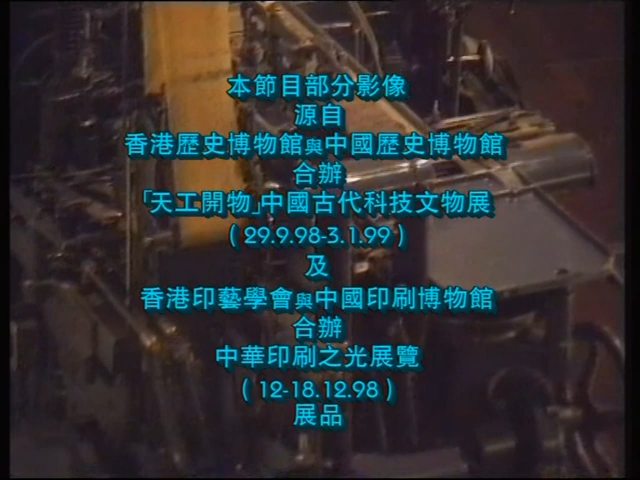 本節目部分影像
源自
香港歷史博物館與中國歷史博物館
合辦
「天工開物」中國古代科技文物展
( 29.9.98-3.1.99 )
及
香港印藝學會與中國印刷博物館
合辦
中華印刷之光展覽
( 12-18.12.98 )
展品